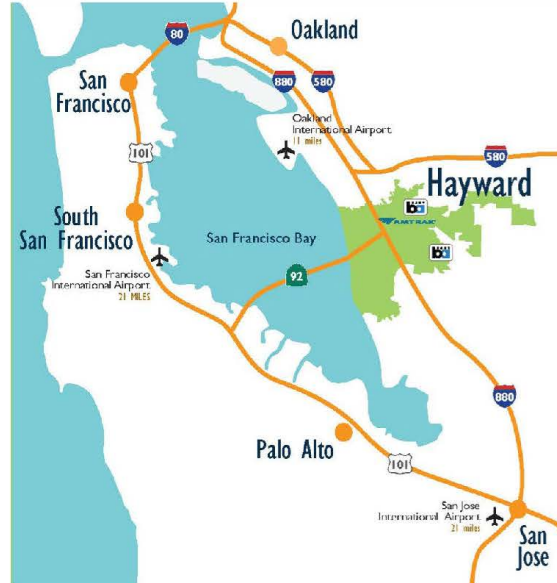 80
Oakland
880
580
San
Francisco
Oakland
International Airport
11 miles
101
580
Hayward
ba
AMTRAK
South
San Francisco
San Francisco Bay
ba
San Francisco
International Airport
21 MILES
92
880
Palo Alto
101
San Jose
International Airport
21 miles
San
Jose